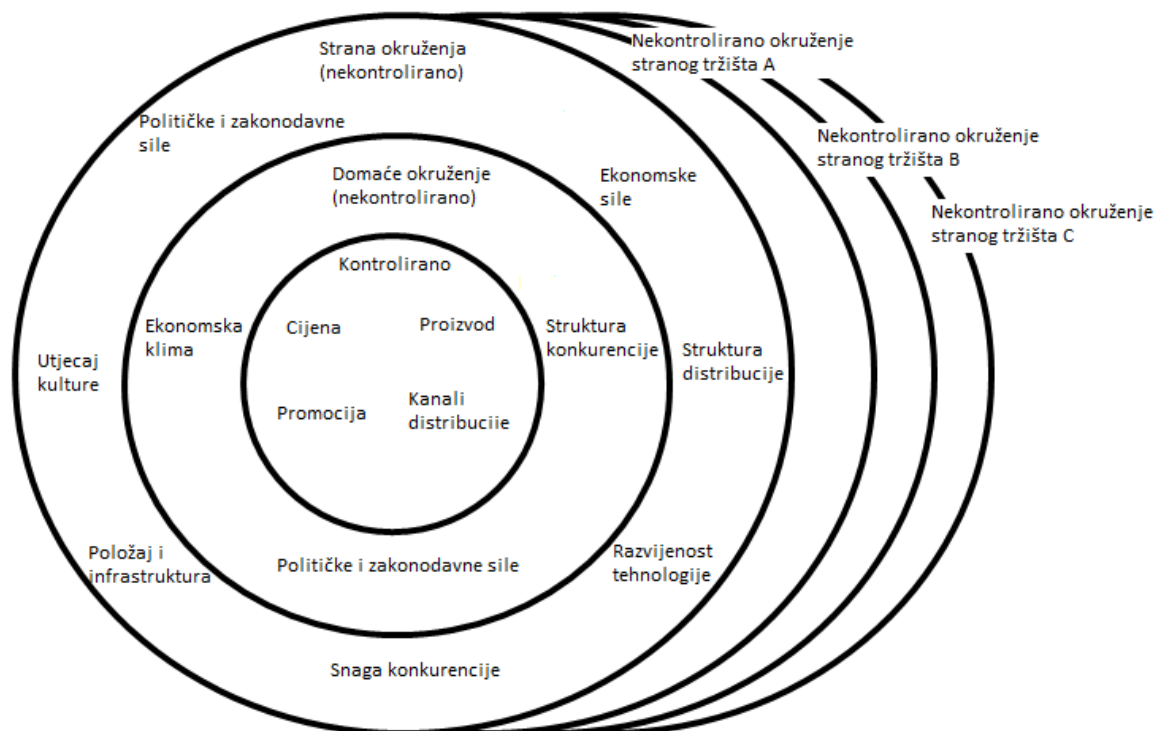 Strana okruženja
(nekontrolirano)
Nekontrolirano okruženje
stranog tržišta A
Političke i zakonodavne
sile
Nekontrolirano okruženje
stranog tržišta B
Domaće okruženje
(nekontrolirano)
Ekonomske
sile
Nekontrolirano okruženje
stranog tržišta C
Kontrolirano
Ekonomska
klima
Cijena
Proizvod
Struktura
konkurencije
Utjecaj
kulture
Struktura
distribucije
Promocija
Kanali
distribuciie
Položaj i
infrastruktura
Političke i zakonodavne sile
Razvijenost
tehnologije
Snaga konkurencije